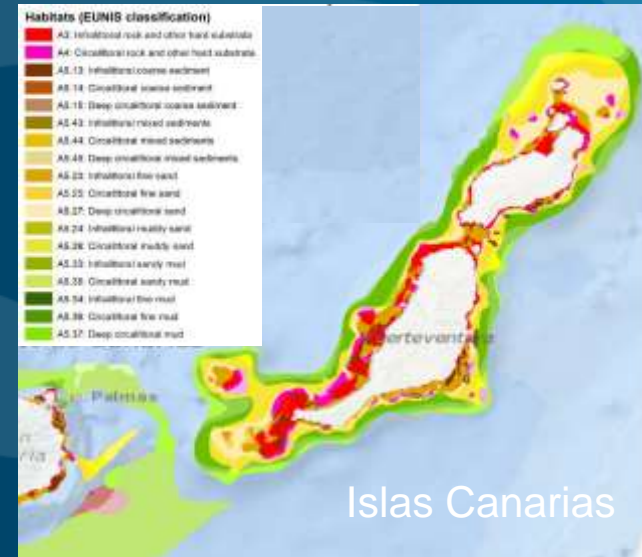 Habitats (EUNIS classification)
A3: Infralittoral rock and other hard substrata
A4: Circalittoral rock and other hard substrata
A5.13: Infralittoral coarse sediment
A5.14: Circalittoral coarse sediment
A5.15: Deep circalittoral coarse sediment
A5.43: Infralittoral mixed sediments
A5.44: Circalittoral mixed sediments
A5.45: Deep circalittoral mixed sediments
A5.23: Infralittoral fine sand
A5.25: Circalittoral fine sand
A5.27: Deep circalittoral sand
A5.24: Infralittoral muddy sand
A5.26: Circalittoral muddy sand
A5.33: Infralittoral sandy mud
A5.35: Circalittoral sandy mud
A5.34: Infralittoral fine mud
A5.36: Circalittoral fine mud
A5.37: Deep circalittoral mud
uerteventura
Palmas
ria
Islas Canarias